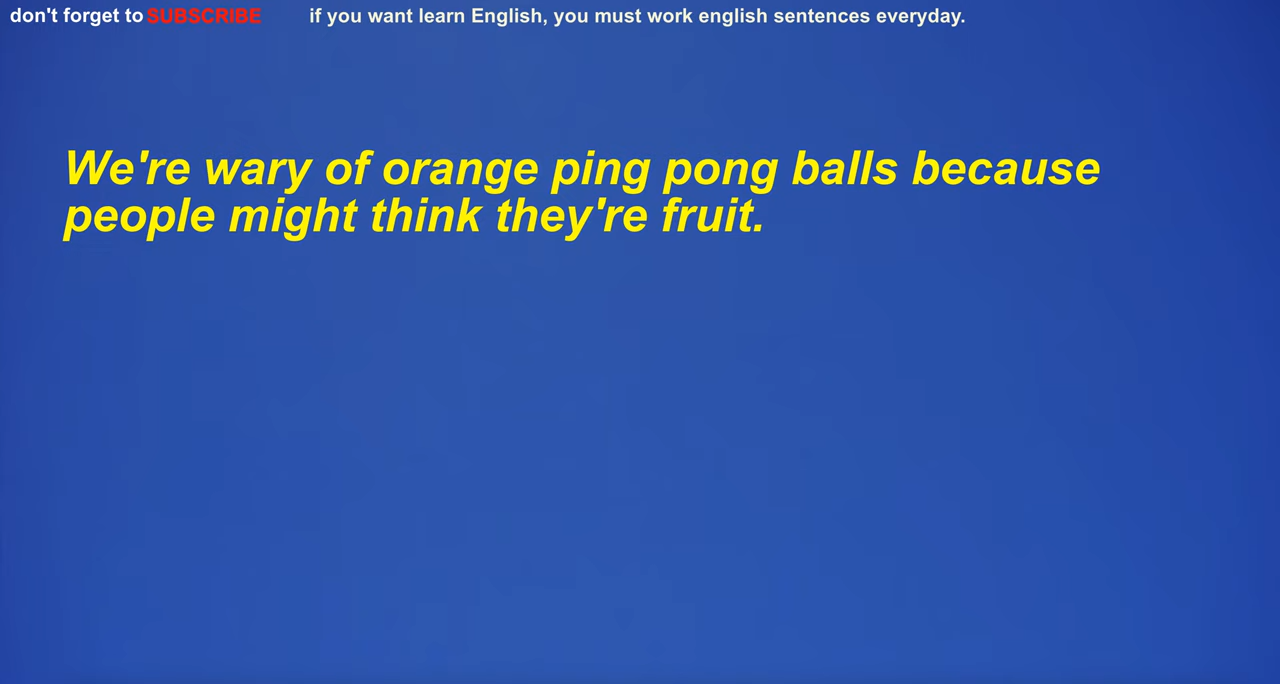 don't forget to SUBSCRIBE if you want learn English, you must work english sentences everyday.
We're wary of orange ping pong balls because
people might think they're fruit.